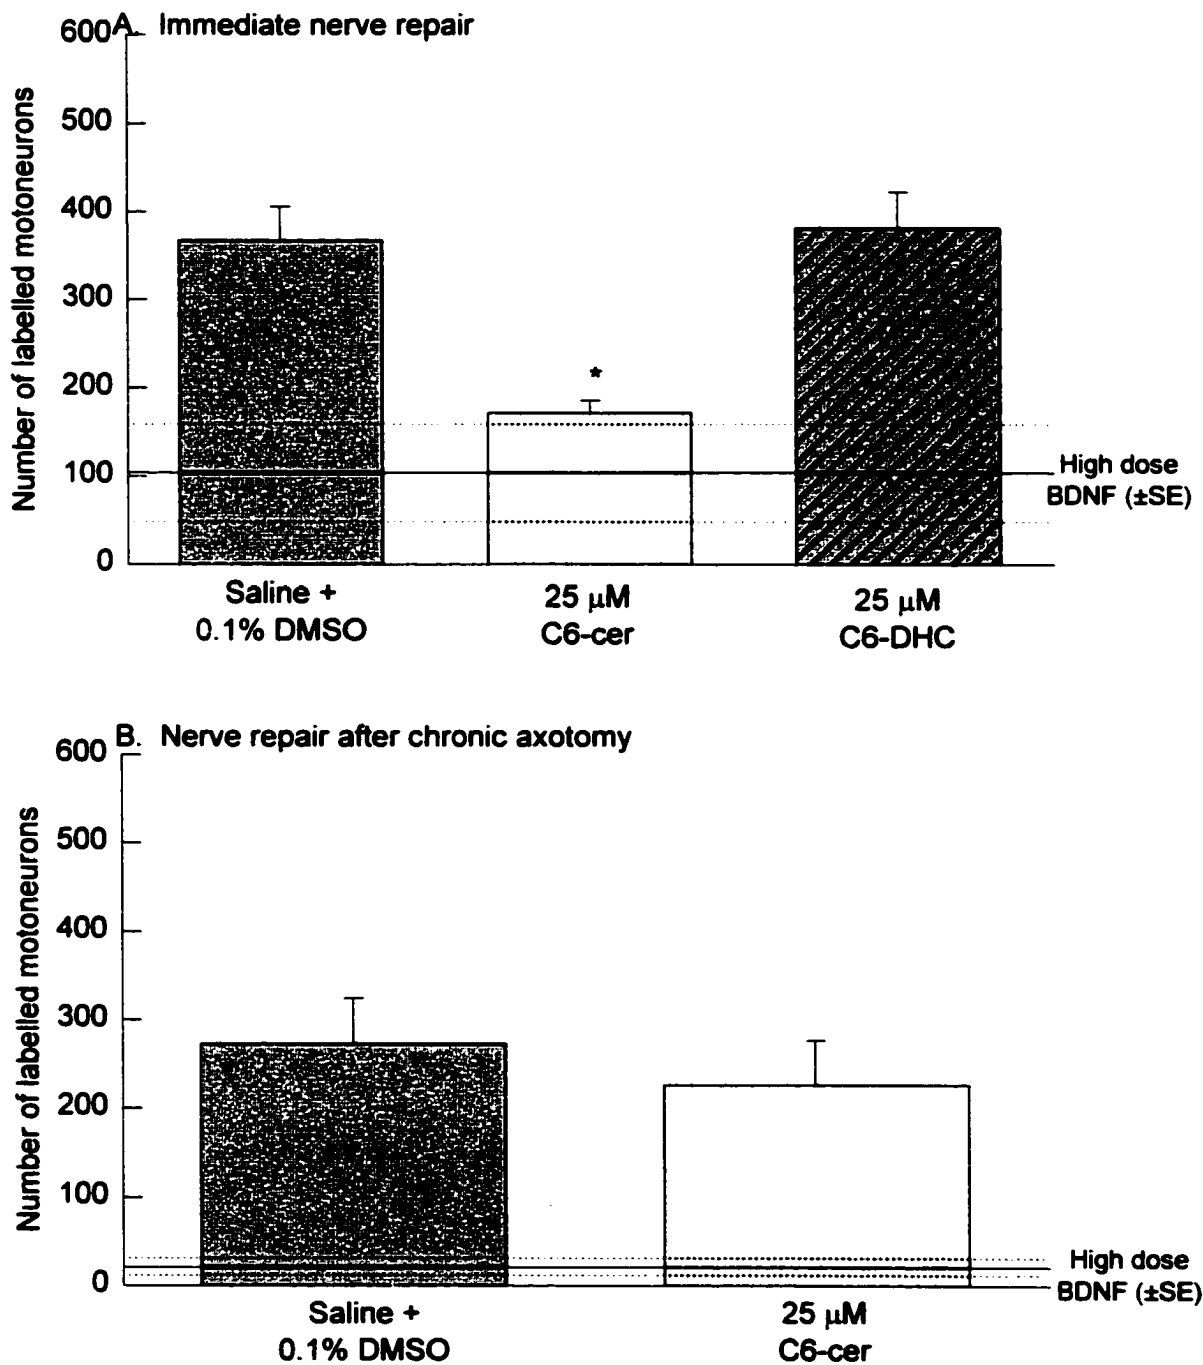 A. Immediate nerve repair
600
500
400
300
200
100
0
Number of labelled motoneurons
*
High dose
BDNF (±SE)
Saline +
0.1% DMSO
25 µM
C6-cer
25 µM
C6-DHC
B. Nerve repair after chronic axotomy
600
500
400
300
200
100
0
Number of labelled motoneurons
High dose
BDNF (±SE)
Saline +
0.1% DMSO
25 µM
C6-cer